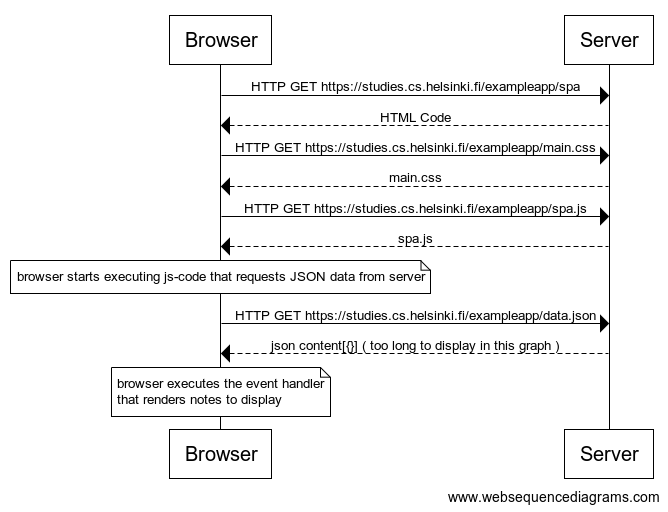 Browser
Server
HTTP GET https://studies.cs.helsinki.fi/exampleapp/spa
HTML Code
HTTP GET https://studies.cs.helsinki.fi/exampleapp/main.css
main.css
HTTP GET https://studies.cs.helsinki.fi/exampleapp/spa.js
spa.js
browser starts executing js-code that requests JSON data from server
HTTP GET https://studies.cs.helsinki.fi/exampleapp/data.json
json content[{}] ( too long to display in this graph )
browser executes the event handler
that renders notes to display
Browser
Server
www.websequencediagrams.com